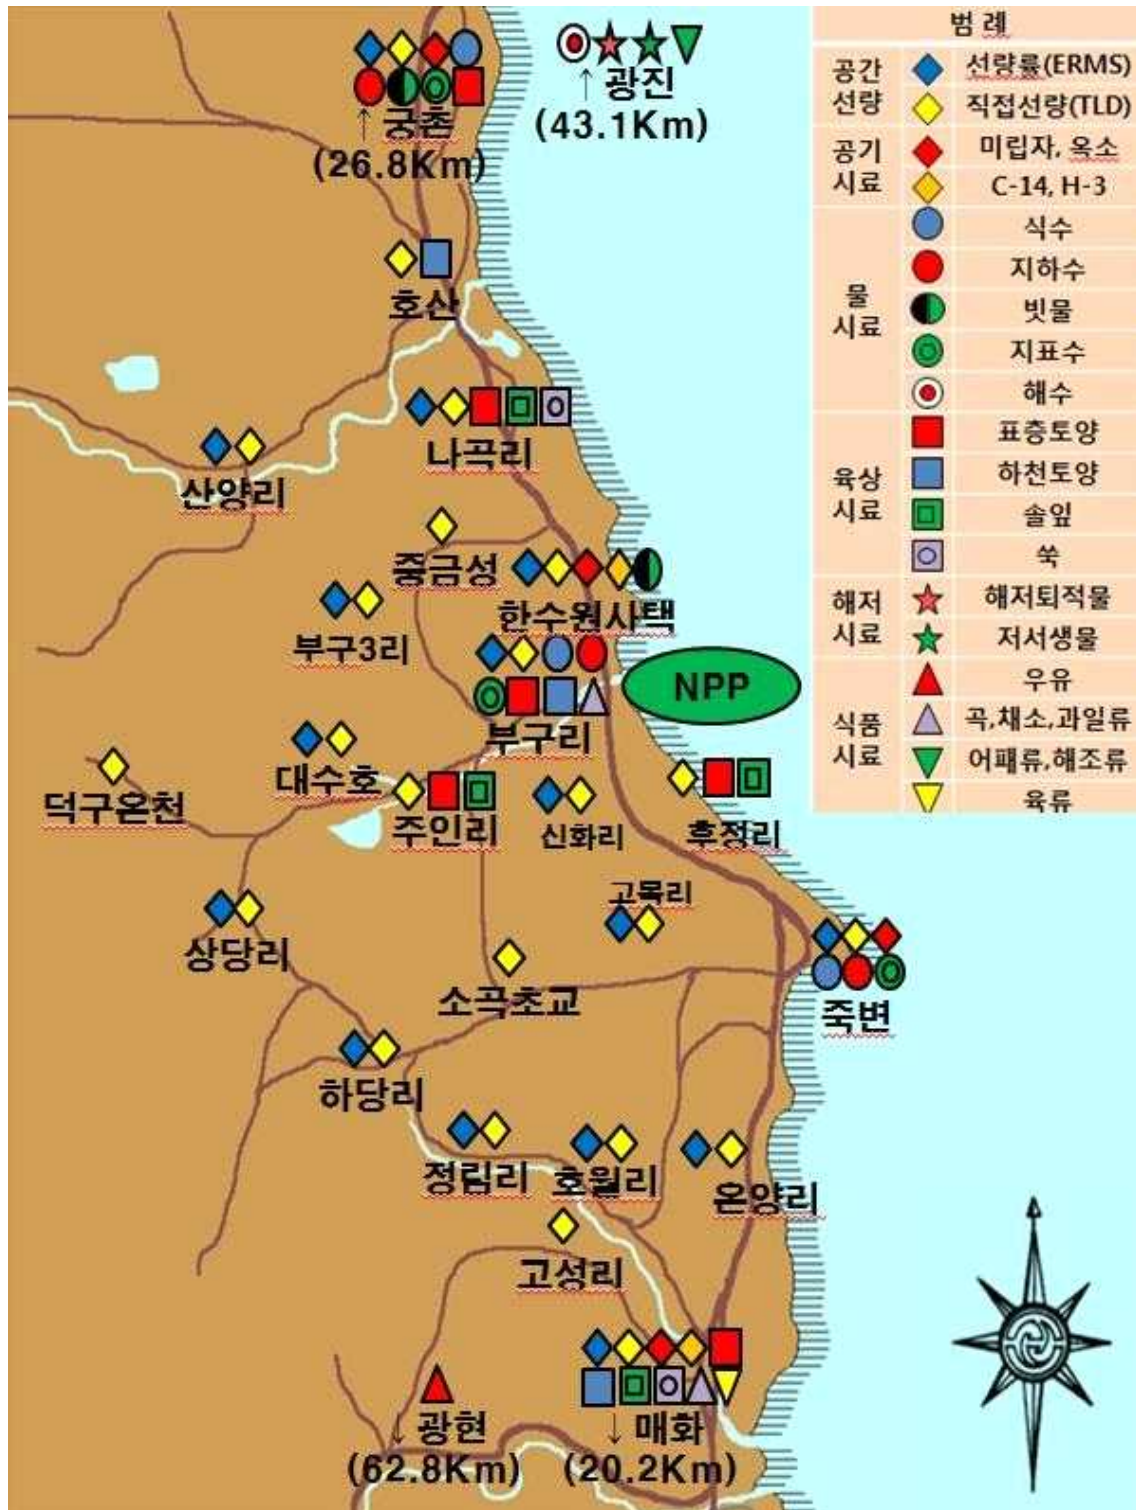 광진
(43.1Km)
궁촌
(26.8Km)
호산
나곡리
산양리
중금성
한수원사택
부구3리
NPP
부구리
대수호
덕구온천
주인리
신화리
후정리
고목리
상당리
소곡초교
죽변
하당리
정림리
호월리
온양리
고성리
광현
(62.8Km)
매화
(20.2Km)
범 례
공간
선량
선량률(ERMS)
직접선량(TLD)
공기
시료
미립자, 옥소
C-14, H-3
물
시료
식수
지하수
빗물
지표수
해수
육상
시료
표층토양
하천토양
솔잎
쑥
해저
시료
해저퇴적물
저서생물
식품
시료
우유
곡,채소,과일류
어패류,해조류
육류